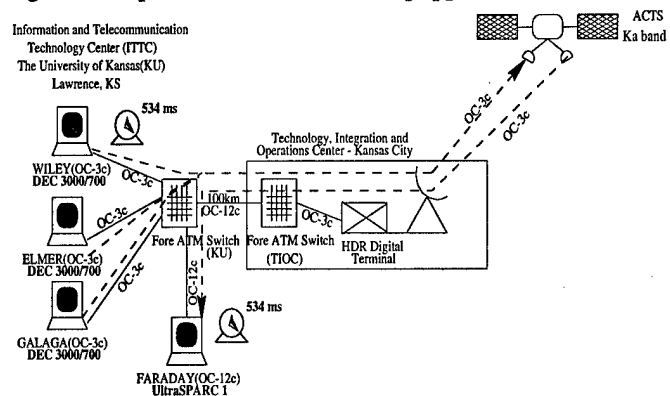 ACTS
Ka band
Information and Telecommunication
Technology Center (ITTC)
The University of Kansas(KU)
Lawrence, KS
534 ms
WILEY(OC-3c)
DEC 3000/700
OC-3c
OC-3c
OC-3c
Technology, Integration and
Operations Center - Kansas City
100km
OC-12c
OC-3c
Fore ATM Switch
(KU)
Fore ATM Switch
(TIOC)
HDR Digital
Terminal
OC-3c
ELMER(OC-3c)
DEC 3000/700
OC-3c
OC-12c
534 ms
GALAGA(OC-3c)
DEC 3000/700
FARADAY(OC-12c)
UltraSPARC 1